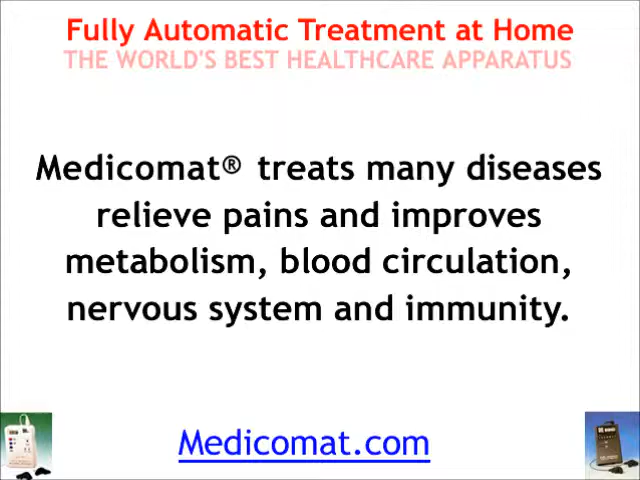 Fully Automatic Treatment at Home
THE WORLD'S BEST HEALTHCARE APPARATUS
Medicomat® treats many diseases
relieve pains and improves
metabolism, blood circulation,
nervous system and immunity.
Medicomat.com